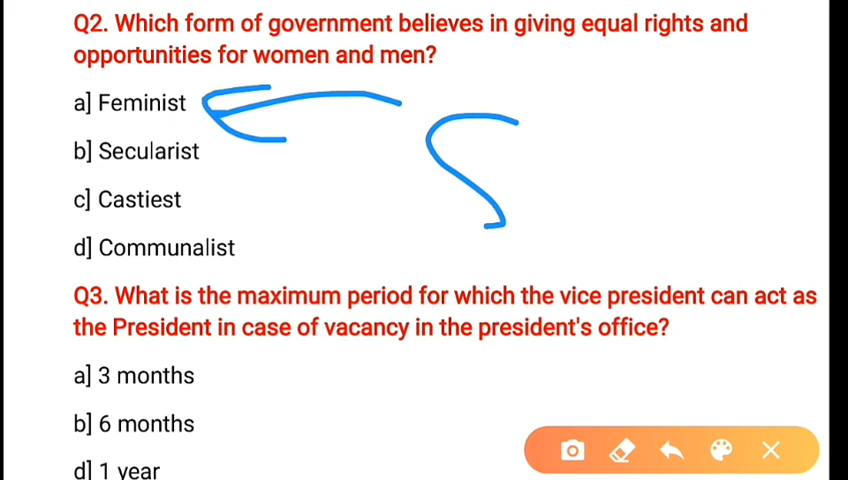 Q2. Which form of government believes in giving equal rights and
opportunities for women and men?
a] Feminist
b] Secularist
c] Castiest
d] Communalist
Q3. What is the maximum period for which the vice president can act as
the President in case of vacancy in the president's office?
a] 3 months
b] 6 months
d] 1 year